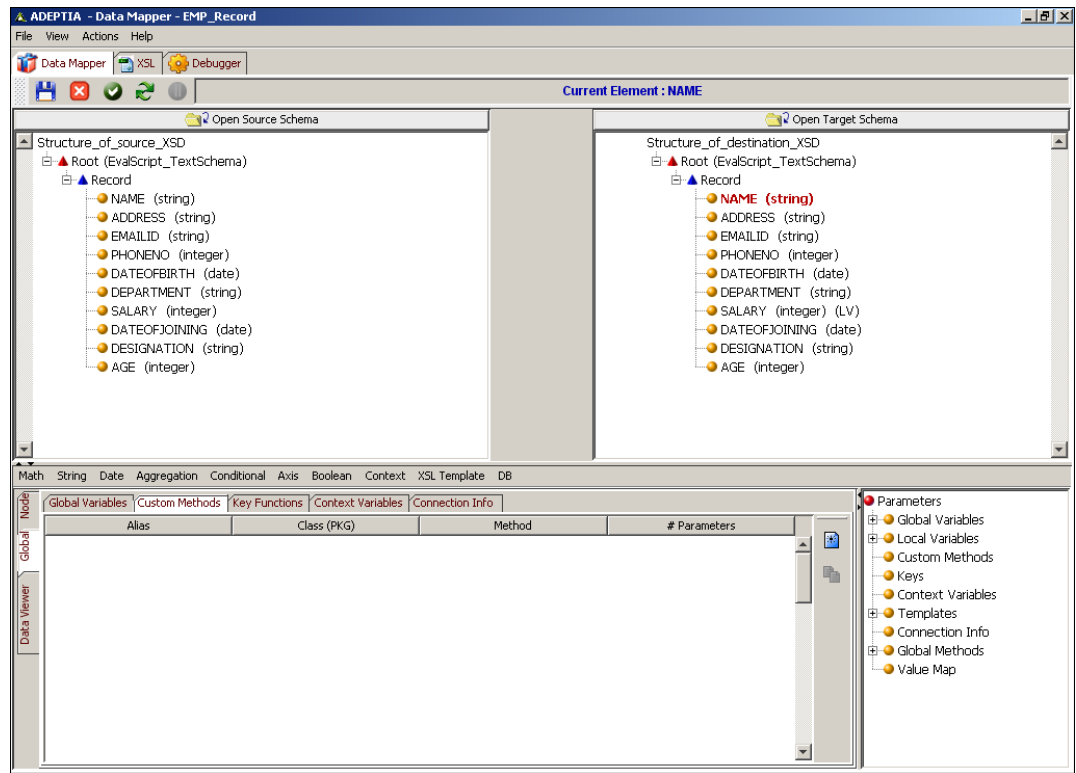 ADEPTIA - Data Mapper - EMP_Record
File View Actions Help
Data Mapper XSL Debugger
Current Element : NAME
Open Source Schema
Structure_of_source_XSD
Root (EvalScript_TextSchema)
Record
NAME (string)
ADDRESS (string)
EMAILID (string)
PHONENO (integer)
DATEOFBIRTH (date)
DEPARTMENT (string)
SALARY (integer)
DATEOFJOINING (date)
DESIGNATION (string)
AGE (integer)
Open Target Schema
Structure_of_destination_XSD
Root (EvalScript_TextSchema)
Record
NAME (string)
ADDRESS (string)
EMAILID (string)
PHONENO (integer)
DATEOFBIRTH (date)
DEPARTMENT (string)
SALARY (integer) (LV)
DATEOFJOINING (date)
DESIGNATION (string)
AGE (integer)
Math String Date Aggregation Conditional Axis Boolean Context XSL Template DB
Node
Global
Data Viewer
Global Variables Custom Methods Key Functions Context Variables Connection Info
Alias Class (PKG) Method # Parameters
Parameters
Global Variables
Local Variables
Custom Methods
Keys
Context Variables
Templates
Connection Info
Global Methods
Value Map